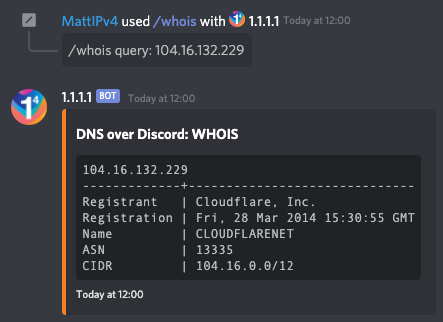 MattIPv4 used /whois with 1.1.1.1 Today at 12:00
/whois query: 104.16.132.229
1.1.1.1 BOT Today at 12:00
DNS over Discord: WHOIS
104.16.132.229
-------------+------------------------------
Registrant | Cloudflare, Inc.
Registration | Fri, 28 Mar 2014 15:30:55 GMT
Name | CLOUDFLARENET
ASN | 13335
CIDR | 104.16.0.0/12
Today at 12:00